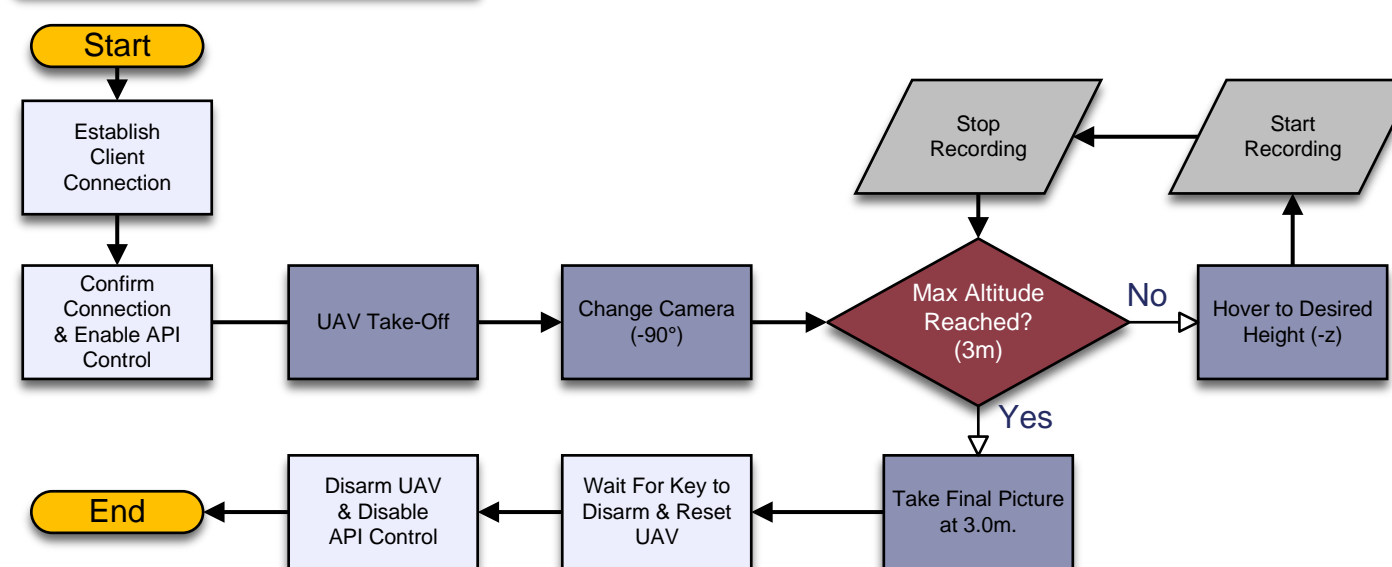 Start
Establish
Client
Connection
Confirm
Connection
& Enable API
Control
UAV Take-Off
Change Camera
(-90°)
Max Altitude
Reached?
(3m)
No
Hover to Desired
Height (-z)
Start
Recording
Stop
Recording
Yes
Take Final Picture
at 3.0m.
Wait For Key to
Disarm & Reset
UAV
Disarm UAV
& Disable
API Control
End